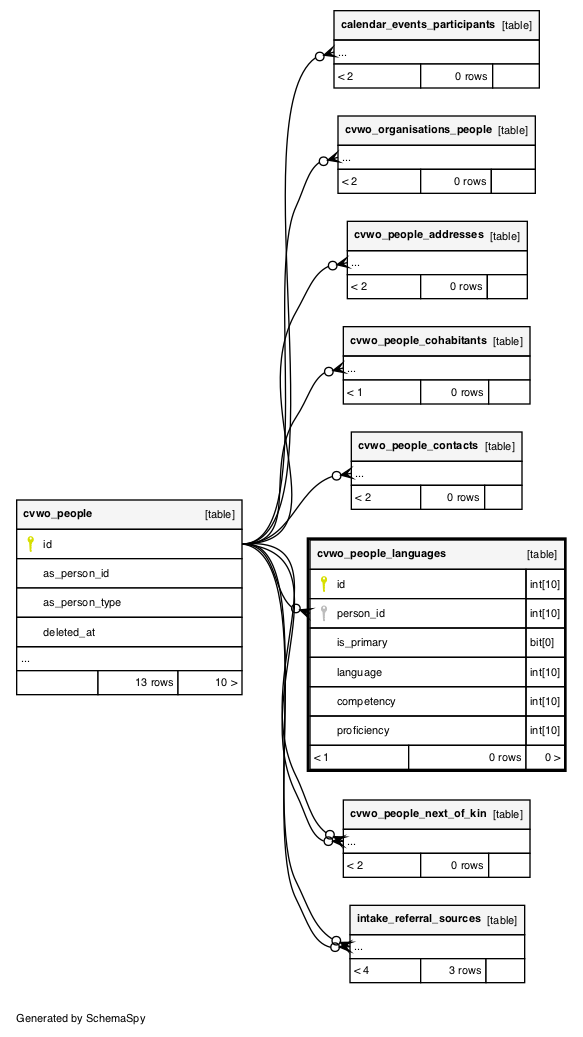 calendar_events_participants [table]
...
< 2 0 rows
cvwo_organisations_people [table]
...
< 2 0 rows
cvwo_people_addresses [table]
...
< 2 0 rows
cvwo_people_cohabitants [table]
...
< 1 0 rows
cvwo_people_contacts [table]
...
< 2 0 rows
cvwo_people [table]
id
as_person_id
as_person_type
deleted_at
...
13 rows 10 >
cvwo_people_languages [table]
id int[10]
person_id int[10]
is_primary bit[0]
language int[10]
competency int[10]
proficiency int[10]
< 1 0 rows 0 >
cvwo_people_next_of_kin [table]
...
< 2 0 rows
intake_referral_sources [table]
...
< 4 3 rows
Generated by SchemaSpy